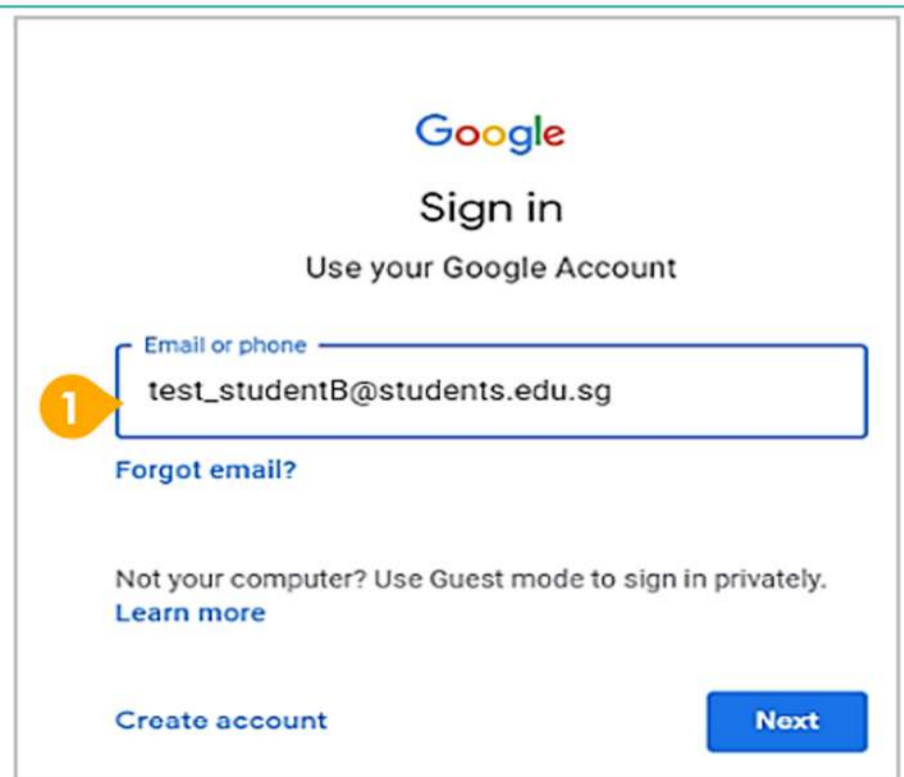 Google
Sign in
Use your Google Account
Email or phone
1
test_studentB@students.edu.sg
Forgot email?
Not your computer? Use Guest mode to sign in privately.
Learn more
Create account
Next